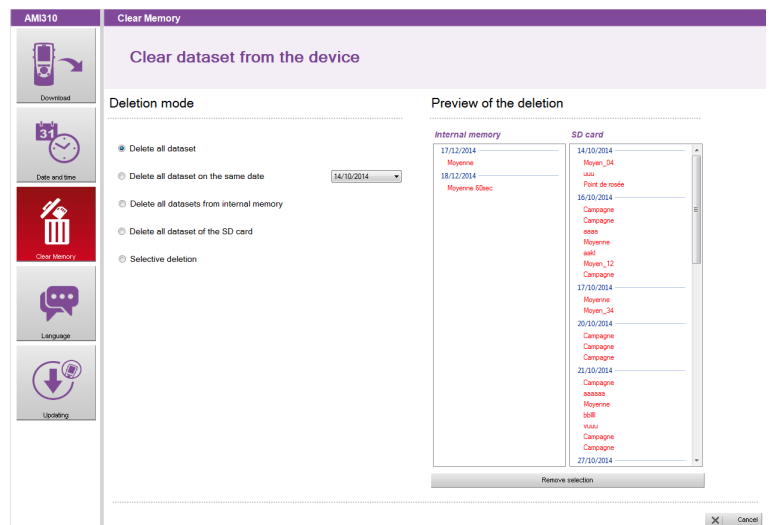 AMI310
Clear Memory
Clear dataset from the device
Download
31
Date and time
Clear Memory
Language
Updating
Deletion mode
Delete all dataset
Delete all dataset on the same date
14/10/2014
Delete all datasets from internal memory
Delete all dataset of the SD card
Selective deletion
Preview of the deletion
Internal memory
17/12/2014
Moyenne
18/12/2014
Moyenne 60sec
SD card
14/10/2014
Moyen_04
uuu
Point de rosée
16/10/2014
Campagne
Campagne
aaaa
Moyenne
aakl
Moyen_12
Campagne
17/10/2014
Moyenne
Moyen_34
20/10/2014
Campagne
Campagne
Campagne
21/10/2014
Campagne
aaaaaa
Moyenne
vuuu
Campagne
Campagne
27/10/2014
Remove selection
Cancel